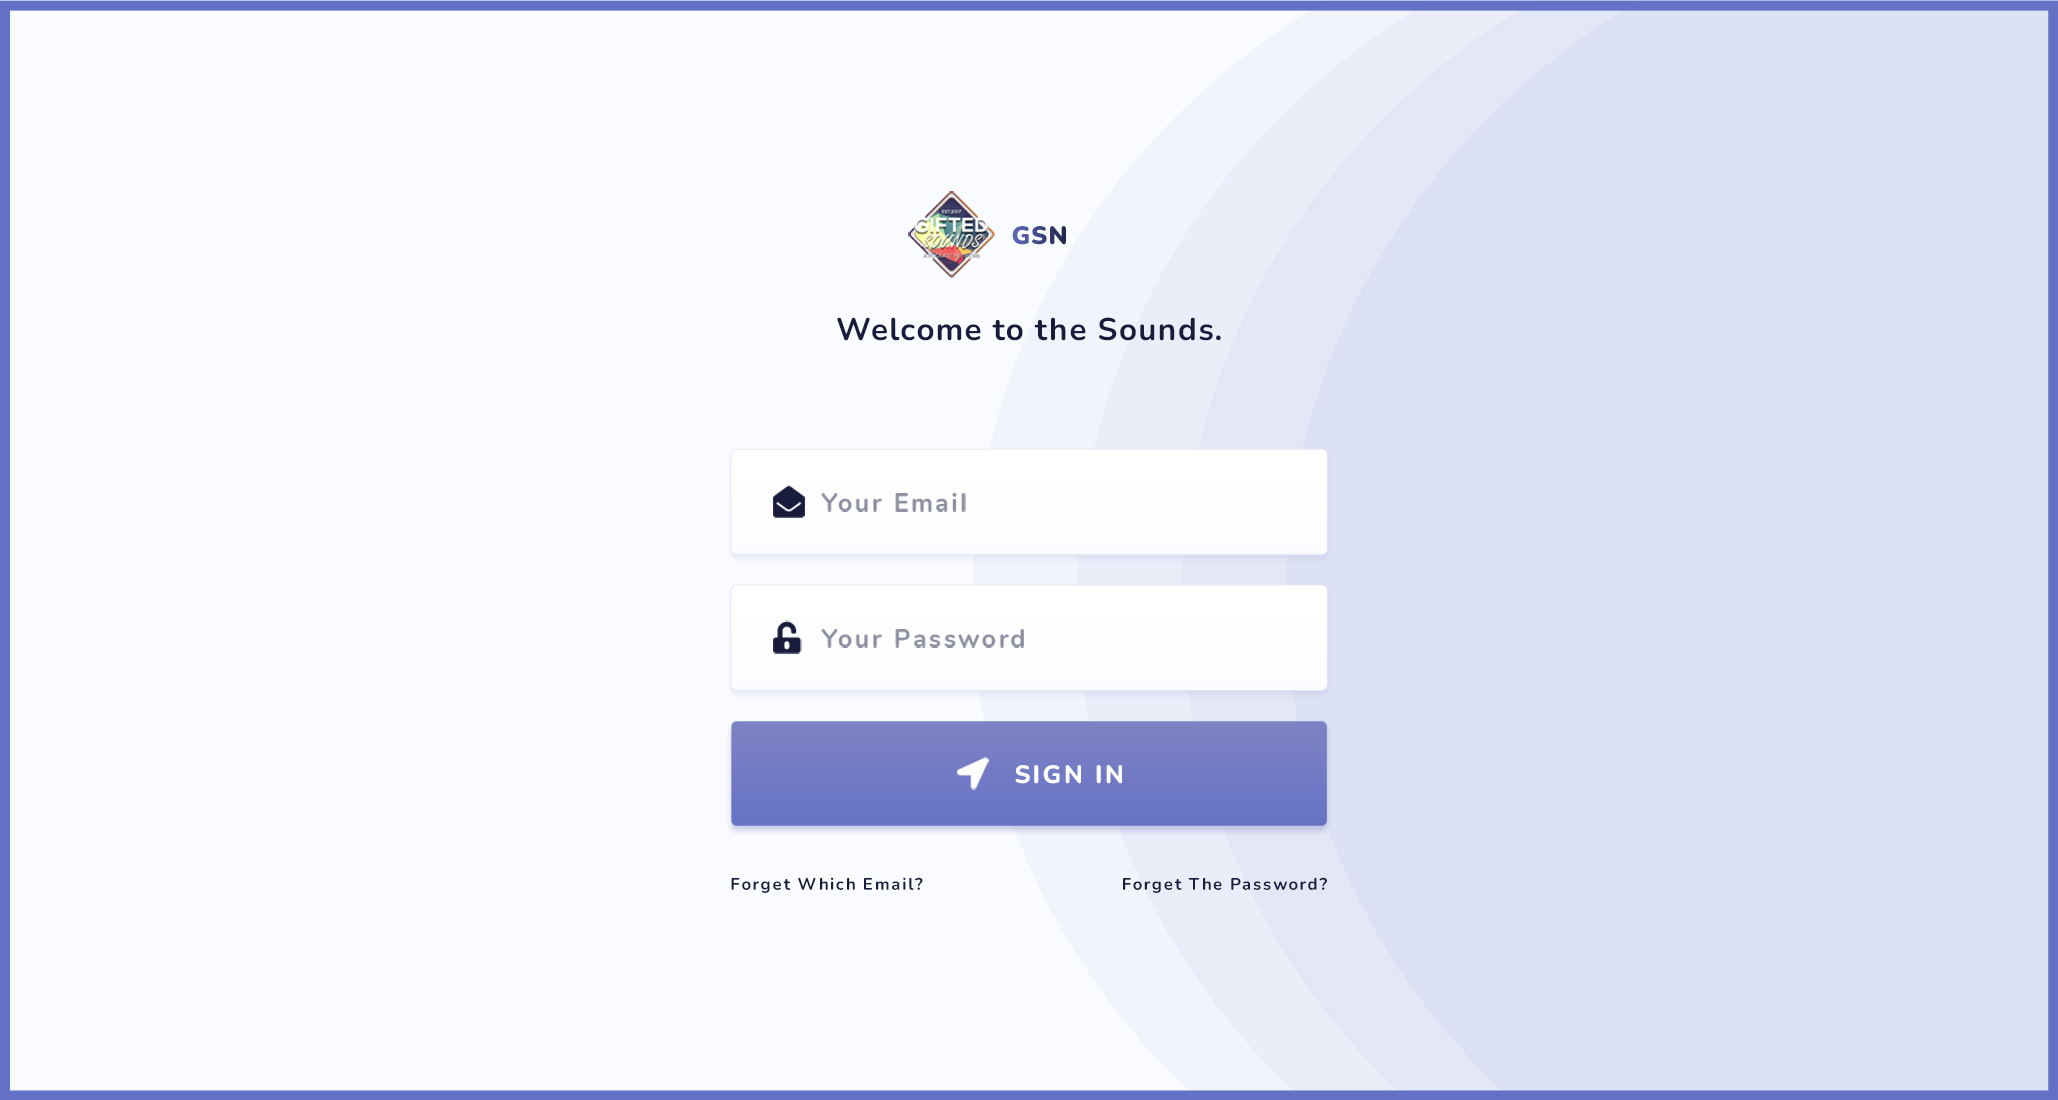 EST.2017
GIFTED
SOUNDS
GSN
Welcome to the Sounds.
Your Email
Your Password
SIGN IN
Forget Which Email?
Forget The Password?